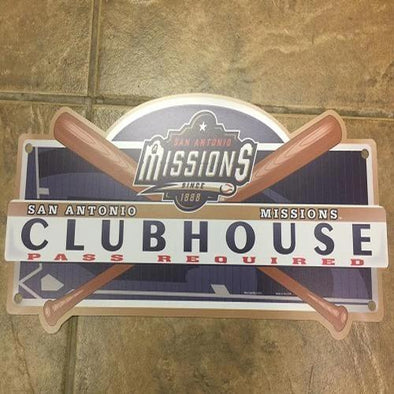 SAN ANTONIO
MISSIONS
SINCE
1888
SAN ANTONIO MISSIONS
CLUBHOUSE
PASS REQUIRED